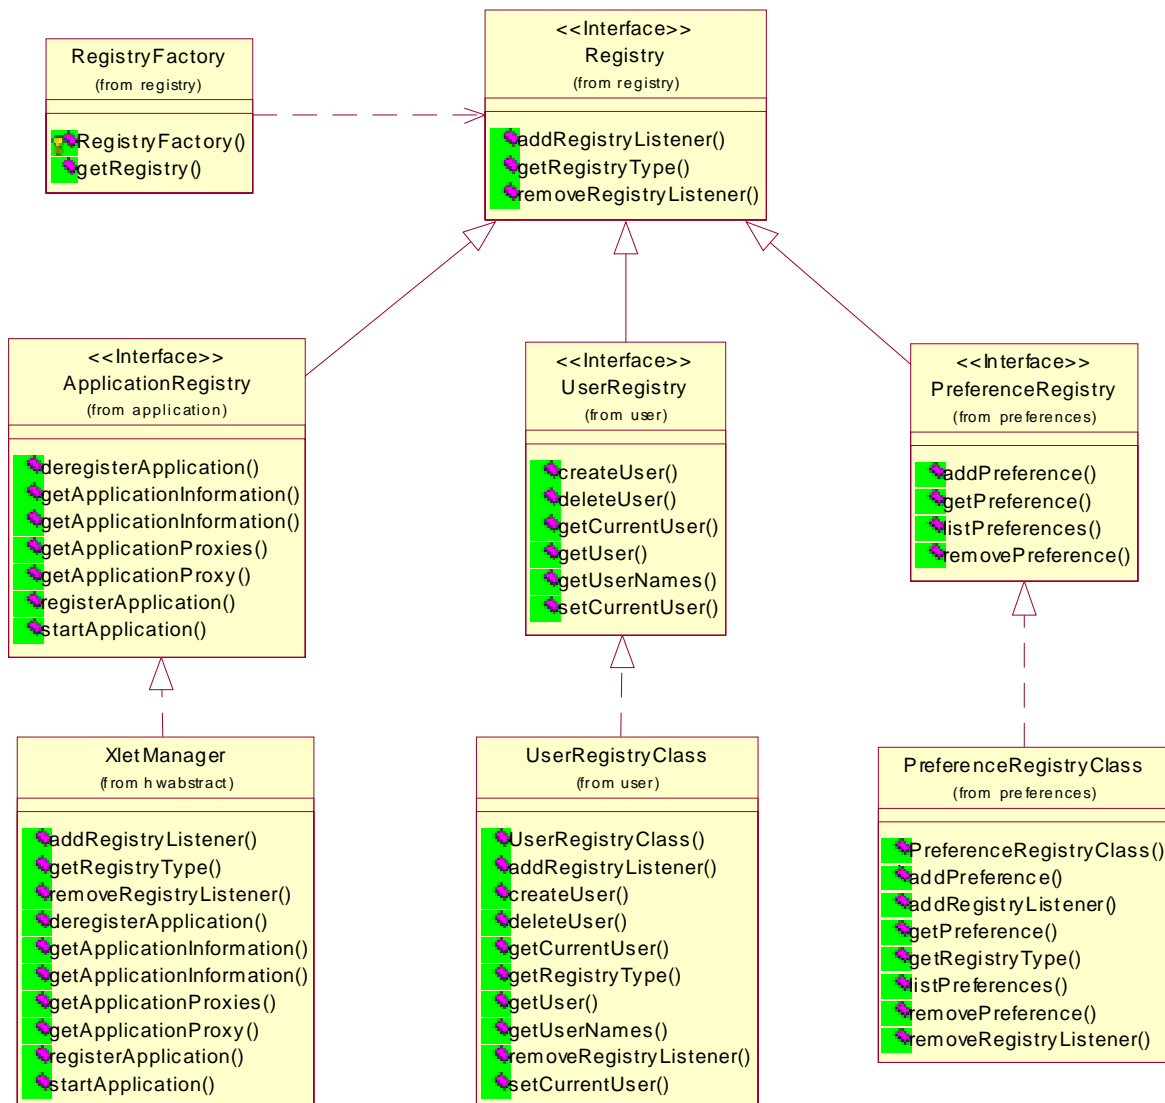 RegistryFactory
(from registry)
RegistryFactory()
getRegistry()
<<Interface>>
Registry
(from registry)
addRegistryListener()
getRegistryType()
removeRegistryListener()
<<Interface>>
ApplicationRegistry
(from application)
deregisterApplication()
getApplicationInformation()
getApplicationInformation()
getApplicationProxies()
getApplicationProxy()
registerApplication()
startApplication()
<<Interface>>
UserRegistry
(from user)
createUser()
deleteUser()
getCurrentUser()
getUser()
getUserNames()
setCurrentUser()
<<Interface>>
PreferenceRegistry
(from preferences)
addPreference()
getPreference()
listPreferences()
removePreference()
XletManager
(from hwabstract)
addRegistryListener()
getRegistryType()
removeRegistryListener()
deregisterApplication()
getApplicationInformation()
getApplicationInformation()
getApplicationProxies()
getApplicationProxy()
registerApplication()
startApplication()
UserRegistryClass
(from user)
UserRegistryClass()
addRegistryListener()
createUser()
deleteUser()
getCurrentUser()
getRegistryType()
getUser()
getUserNames()
removeRegistryListener()
setCurrentUser()
PreferenceRegistryClass
(from preferences)
PreferenceRegistryClass()
addPreference()
addRegistryListener()
getPreference()
getRegistryType()
listPreferences()
removePreference()
removeRegistryListener()